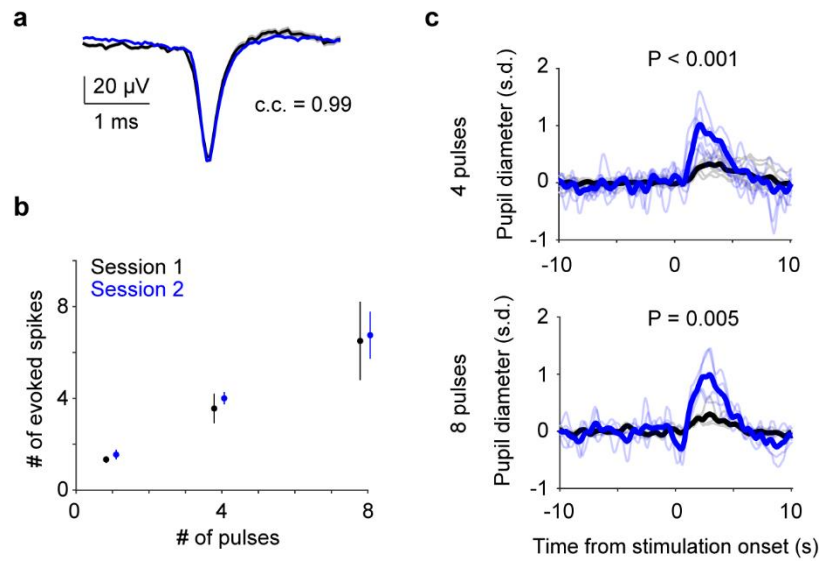 a
20 µV
1 ms
c.c. = 0.99
b
Session 1
Session 2
# of evoked spikes
8
4
0
0
4
8
# of pulses
c
4 pulses
Pupil diameter (s.d.)
P < 0.001
2
1
0
-1
-10
0
10
8 pulses
Pupil diameter (s.d.)
P = 0.005
2
1
0
-1
-10
0
10
Time from stimulation onset (s)